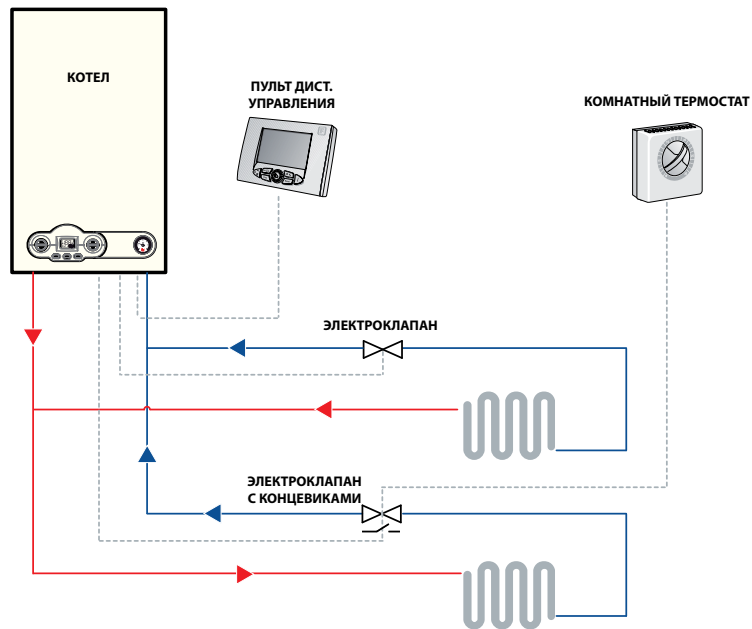 КОТЕЛ
ПУЛЬТ ДИСТ.
УПРАВЛЕНИЯ
КОМНАТНЫЙ ТЕРМОСТАТ
ЭЛЕКТРОКЛАПАН
ЭЛЕКТРОКЛАПАН
С КОНЦЕВИКАМИ